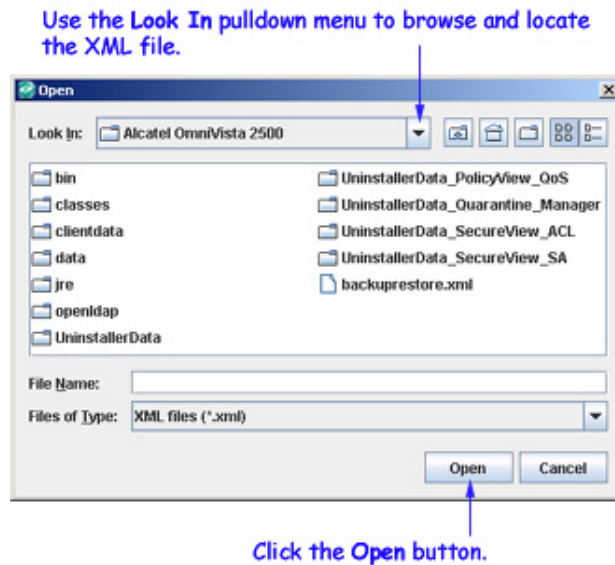 Use the Look In pulldown menu to browse and locate
the XML file.
Open
Look In: Alcatel OmniVista 2500
bin
classes
clientdata
data
jre
openldap
UninstallerData
UninstallerData_PolicyView_QoS
UninstallerData_Quarantine_Manager
UninstallerData_SecureView_ACL
UninstallerData_SecureView_SA
backuprestore.xml
File Name:
Files of Type: XML files (*.xml)
Open Cancel
Click the Open button.